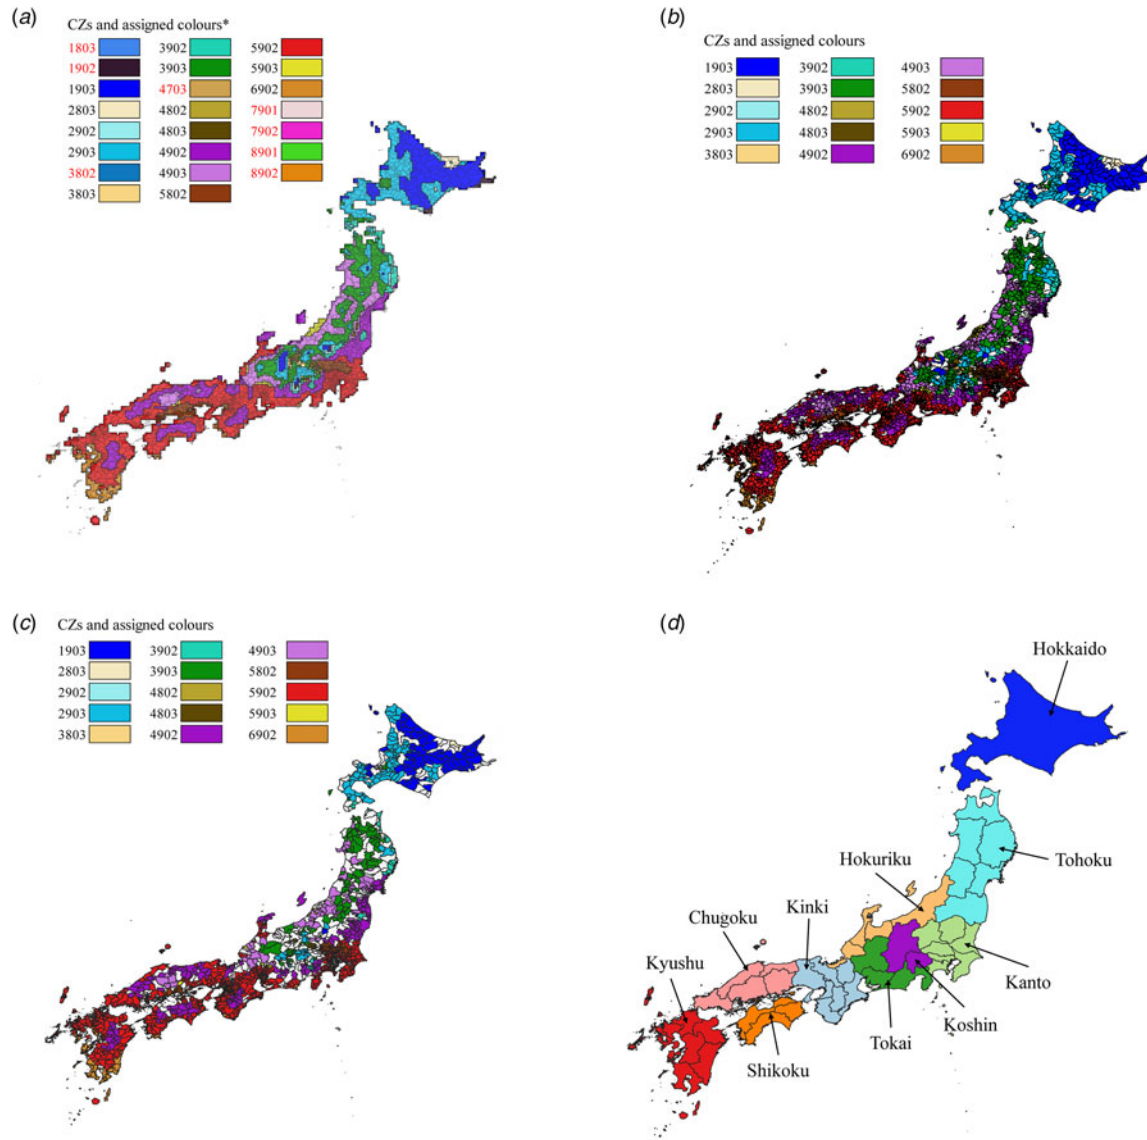 (a)
CZs and assigned colours*
1803 3902 5902
1902 3903 5903
1903 4703 6902
2803 4802 7901
2902 4803 7902
2903 4902 8901
3802 4903 8902
3803 5802
(b)
CZs and assigned colours
1903 3902 4903
2803 3903 5802
2902 4802 5902
2903 4803 5903
3803 4902 6902
(c)
CZs and assigned colours
1903 3902 4903
2803 3903 5802
2902 4802 5902
2903 4803 5903
3803 4902 6902
(d)
Hokkaido
Tohoku
Hokuriku
Chugoku
Kinki
Kyushu
Kanto
Koshin
Tokai
Shikoku